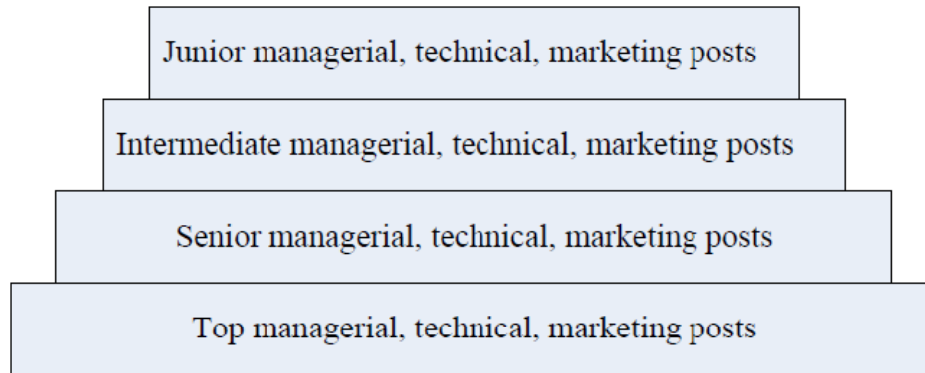 Junior managerial, technical, marketing posts
Intermediate managerial, technical, marketing posts
Senior managerial, technical, marketing posts
Top managerial, technical, marketing posts